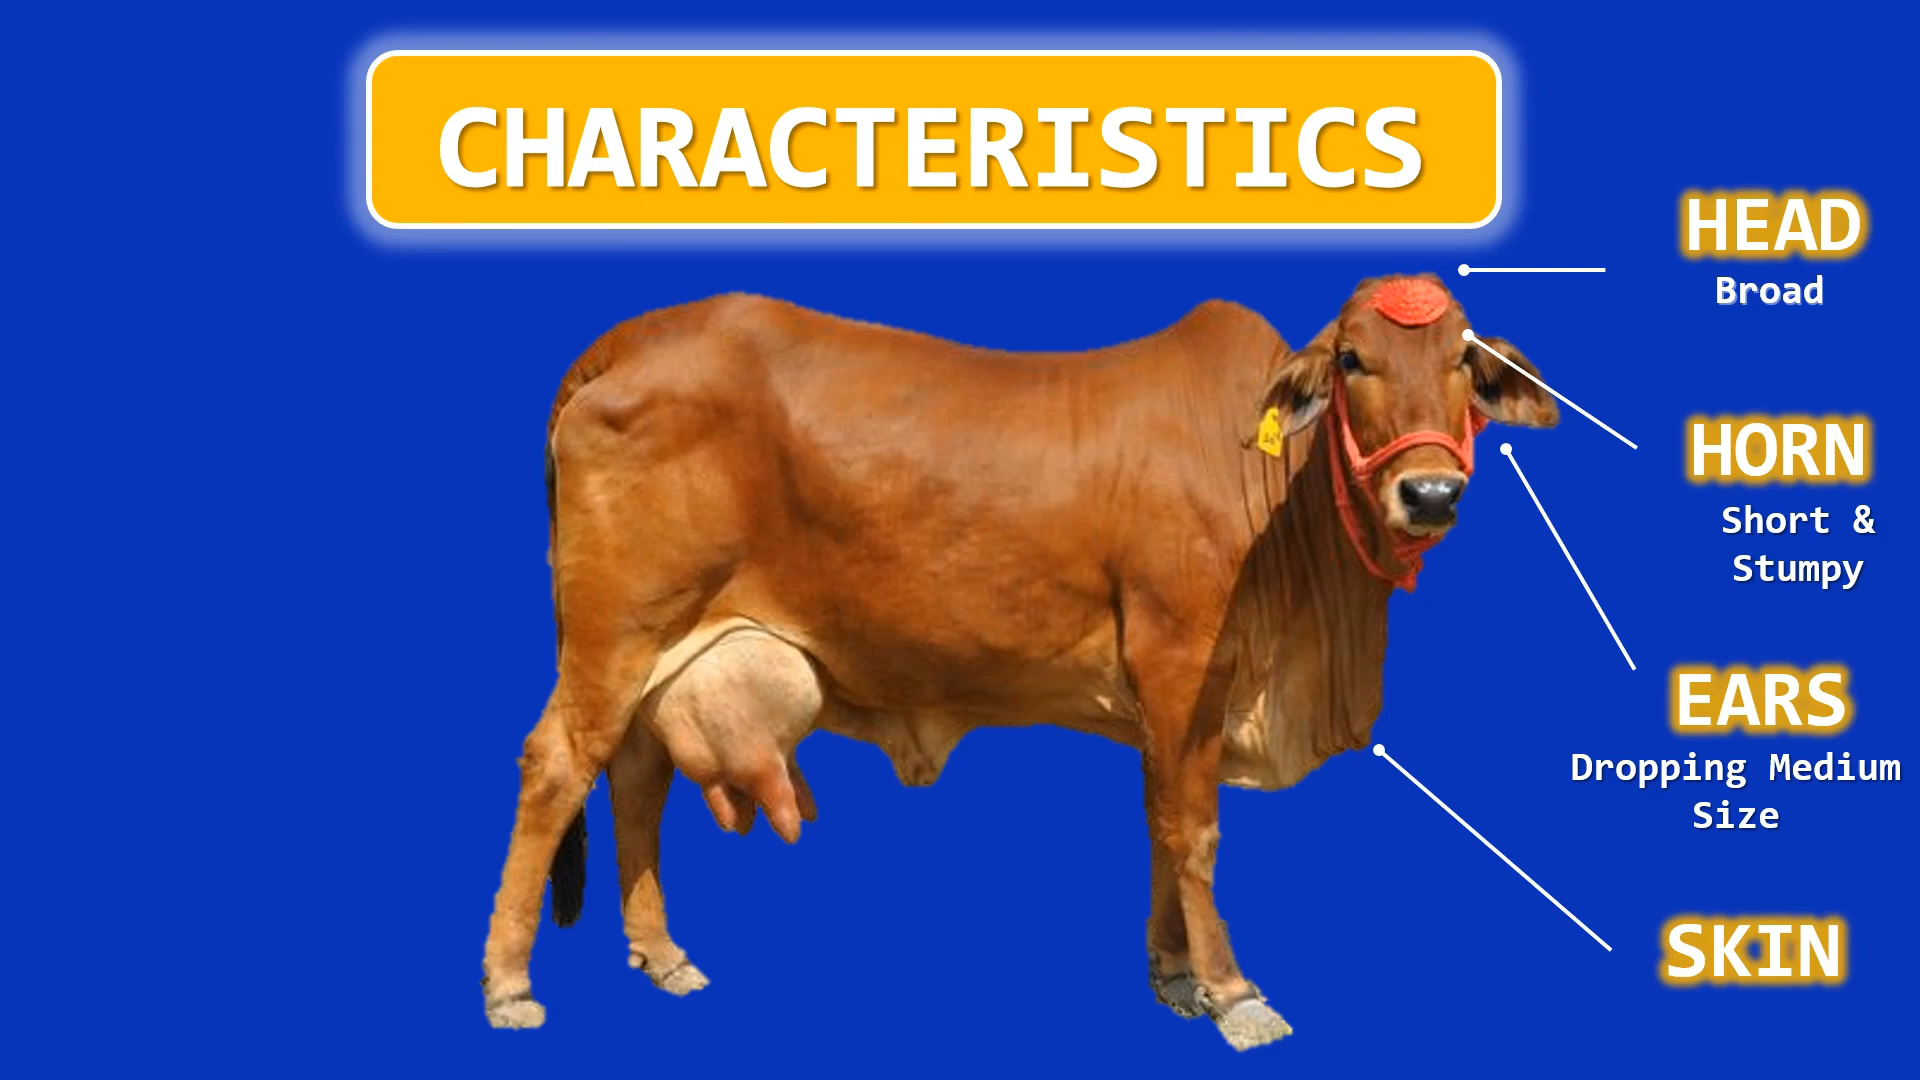 CHARACTERISTICS
HEAD
Broad
HORN
Short &
Stumpy
EARS
Dropping Medium
Size
SKIN